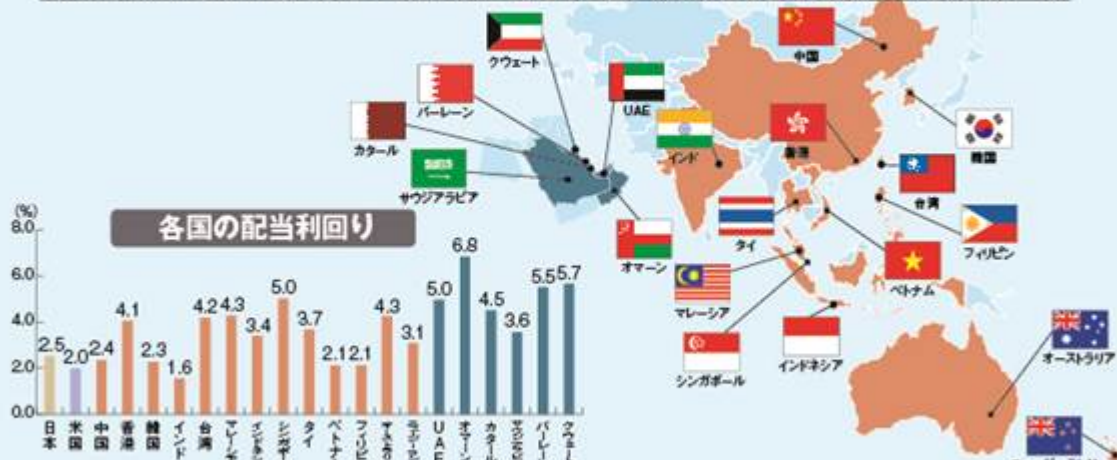 クウェート
中国
バーレーン
UAE
カタール
インド
香港
韓国
サウジアラビア
台湾
(%)
各国の配当利回り
タイ
フィリピン
オマーン
ベトナム
マレーシア
シンガポール
インドネシア
オーストラリア
8.0
6.0
4.0
2.0
0.0
2.5 2.0 2.4 4.1 2.3 1.6 4.2 4.3 3.4 5.0 3.7 2.1 2.1 4.3 3.1 5.0 6.8 4.5 3.6 5.5 5.7
日本
米国
中国
香港
韓国
インド
台湾
タイ
UAE
オマーン